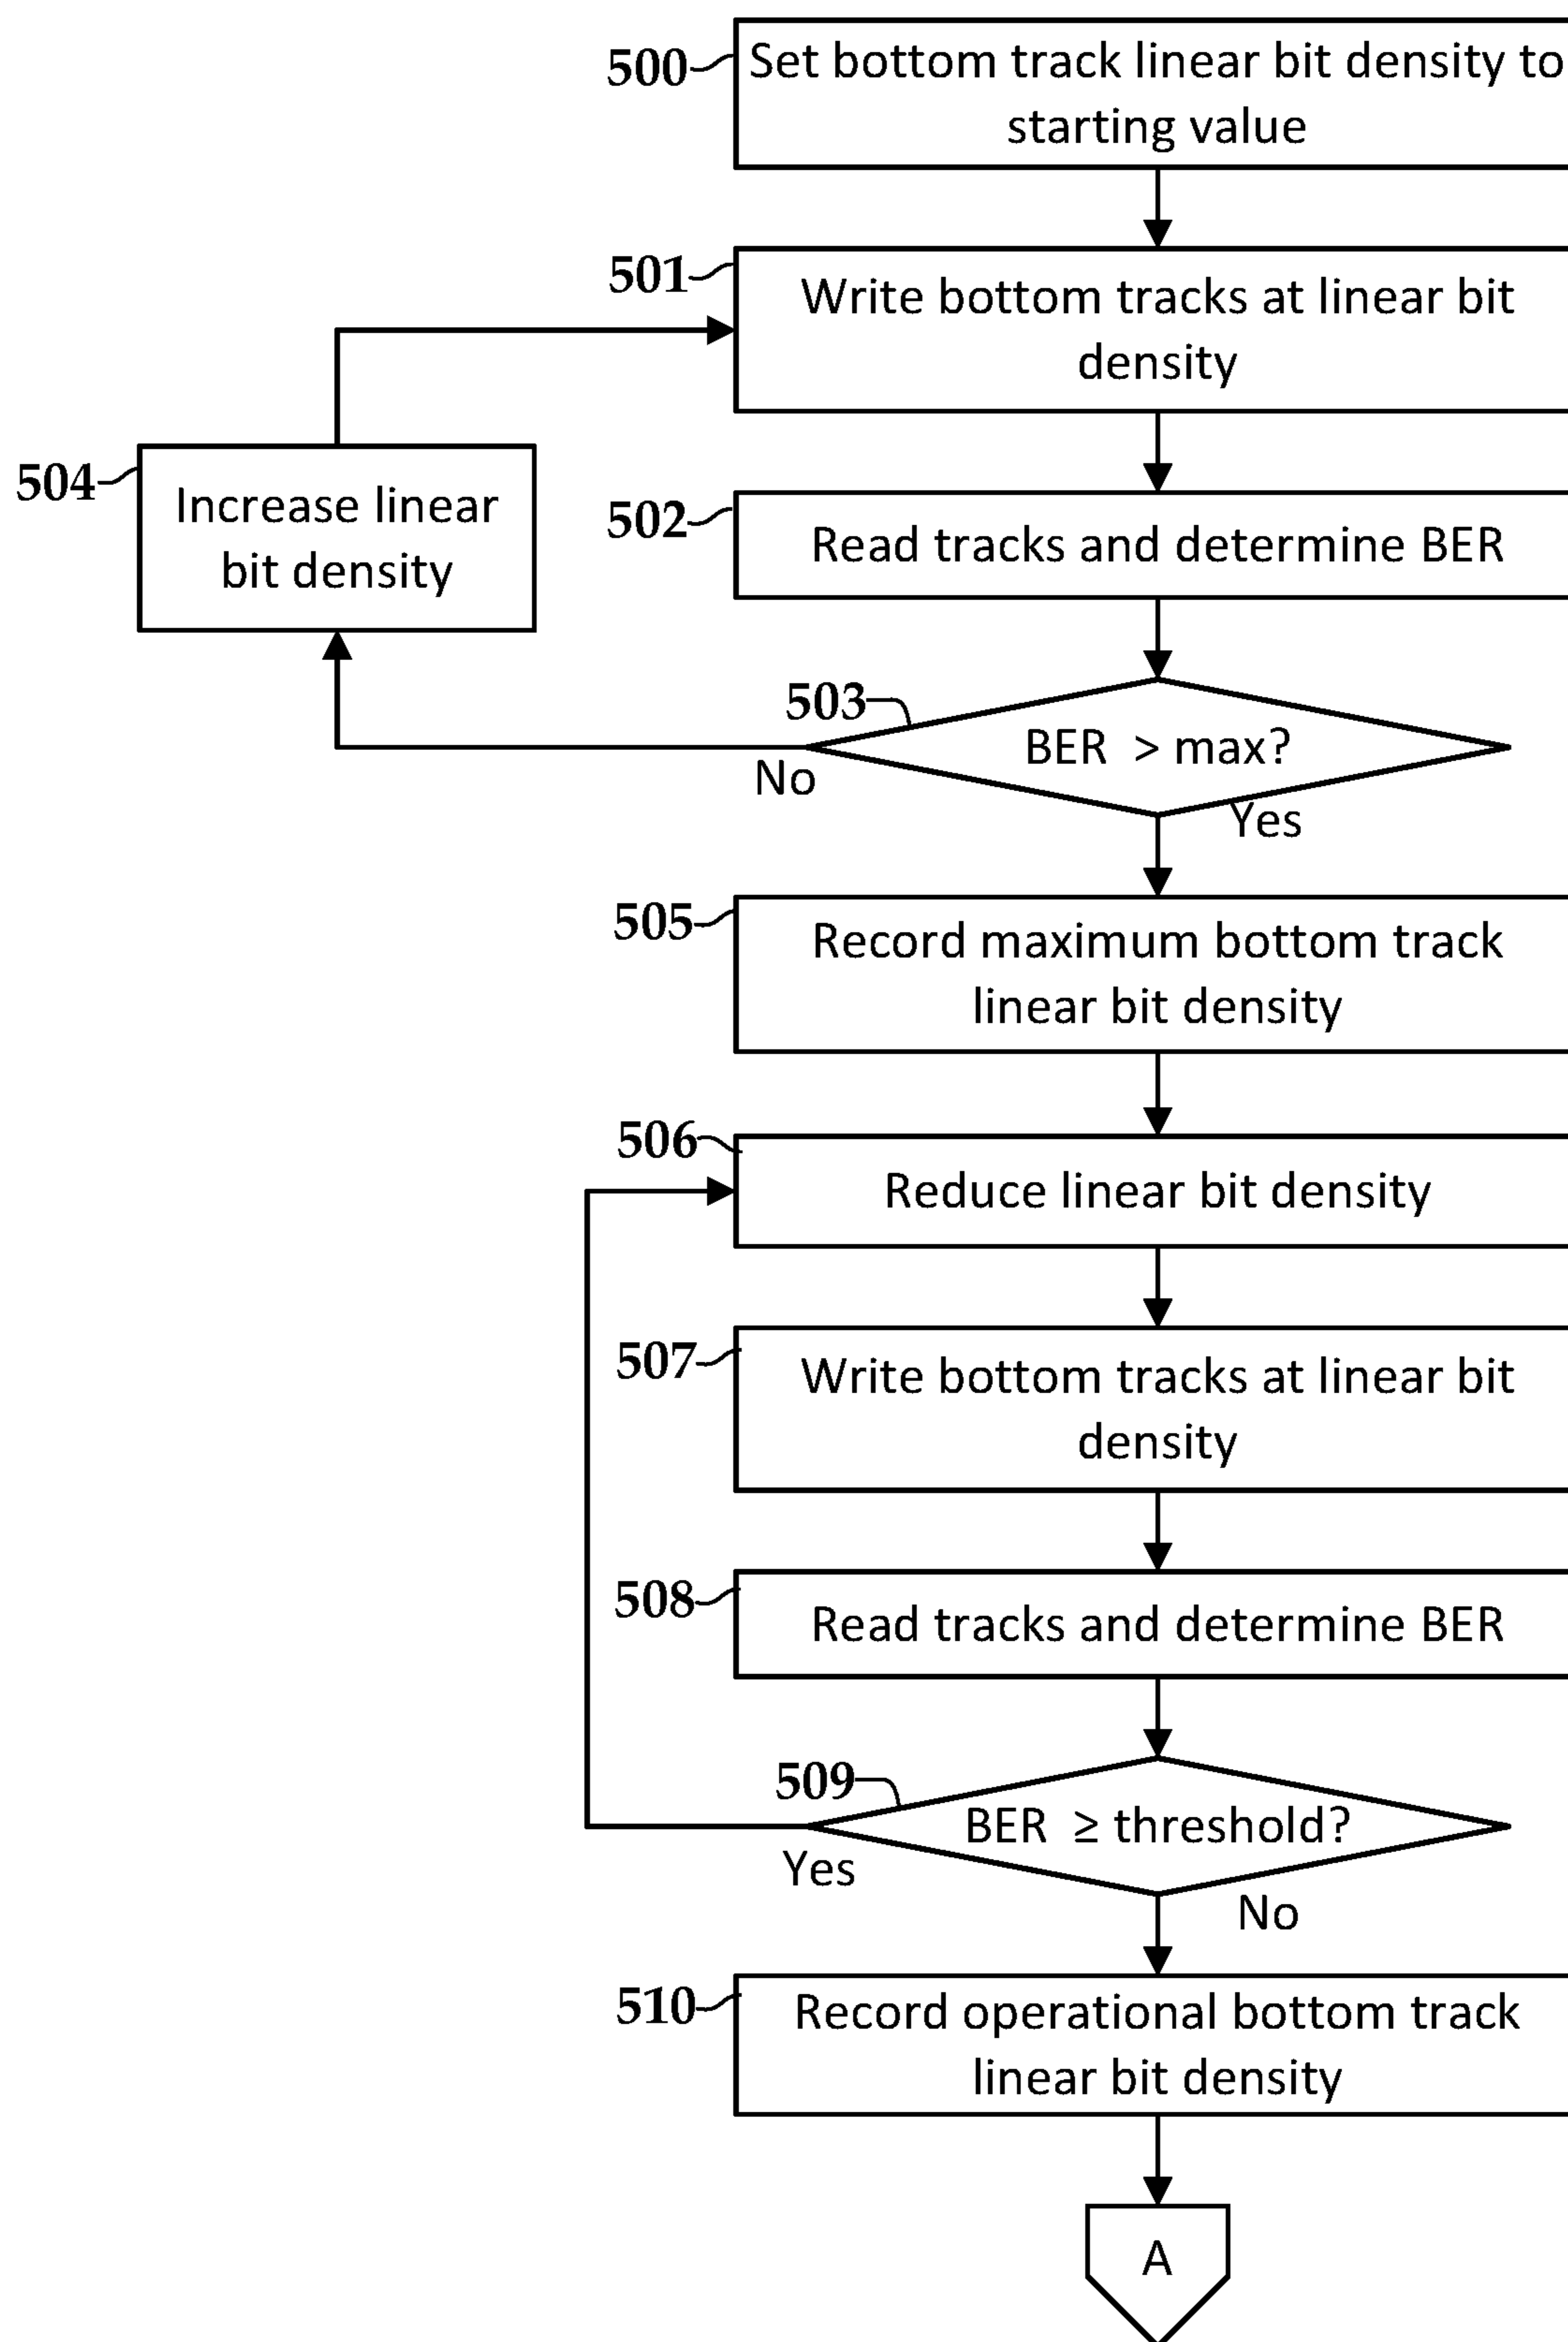 500
Set bottom track linear bit density to
starting value
501
Write bottom tracks at linear bit
density
504
Increase linear
bit density
502
Read tracks and determine BER
503
BER > max?
No
Yes
505
Record maximum bottom track
linear bit density
506
Reduce linear bit density
507
Write bottom tracks at linear bit
density
508
Read tracks and determine BER
509
BER ≥ threshold?
Yes
No
510
Record operational bottom track
linear bit density
A